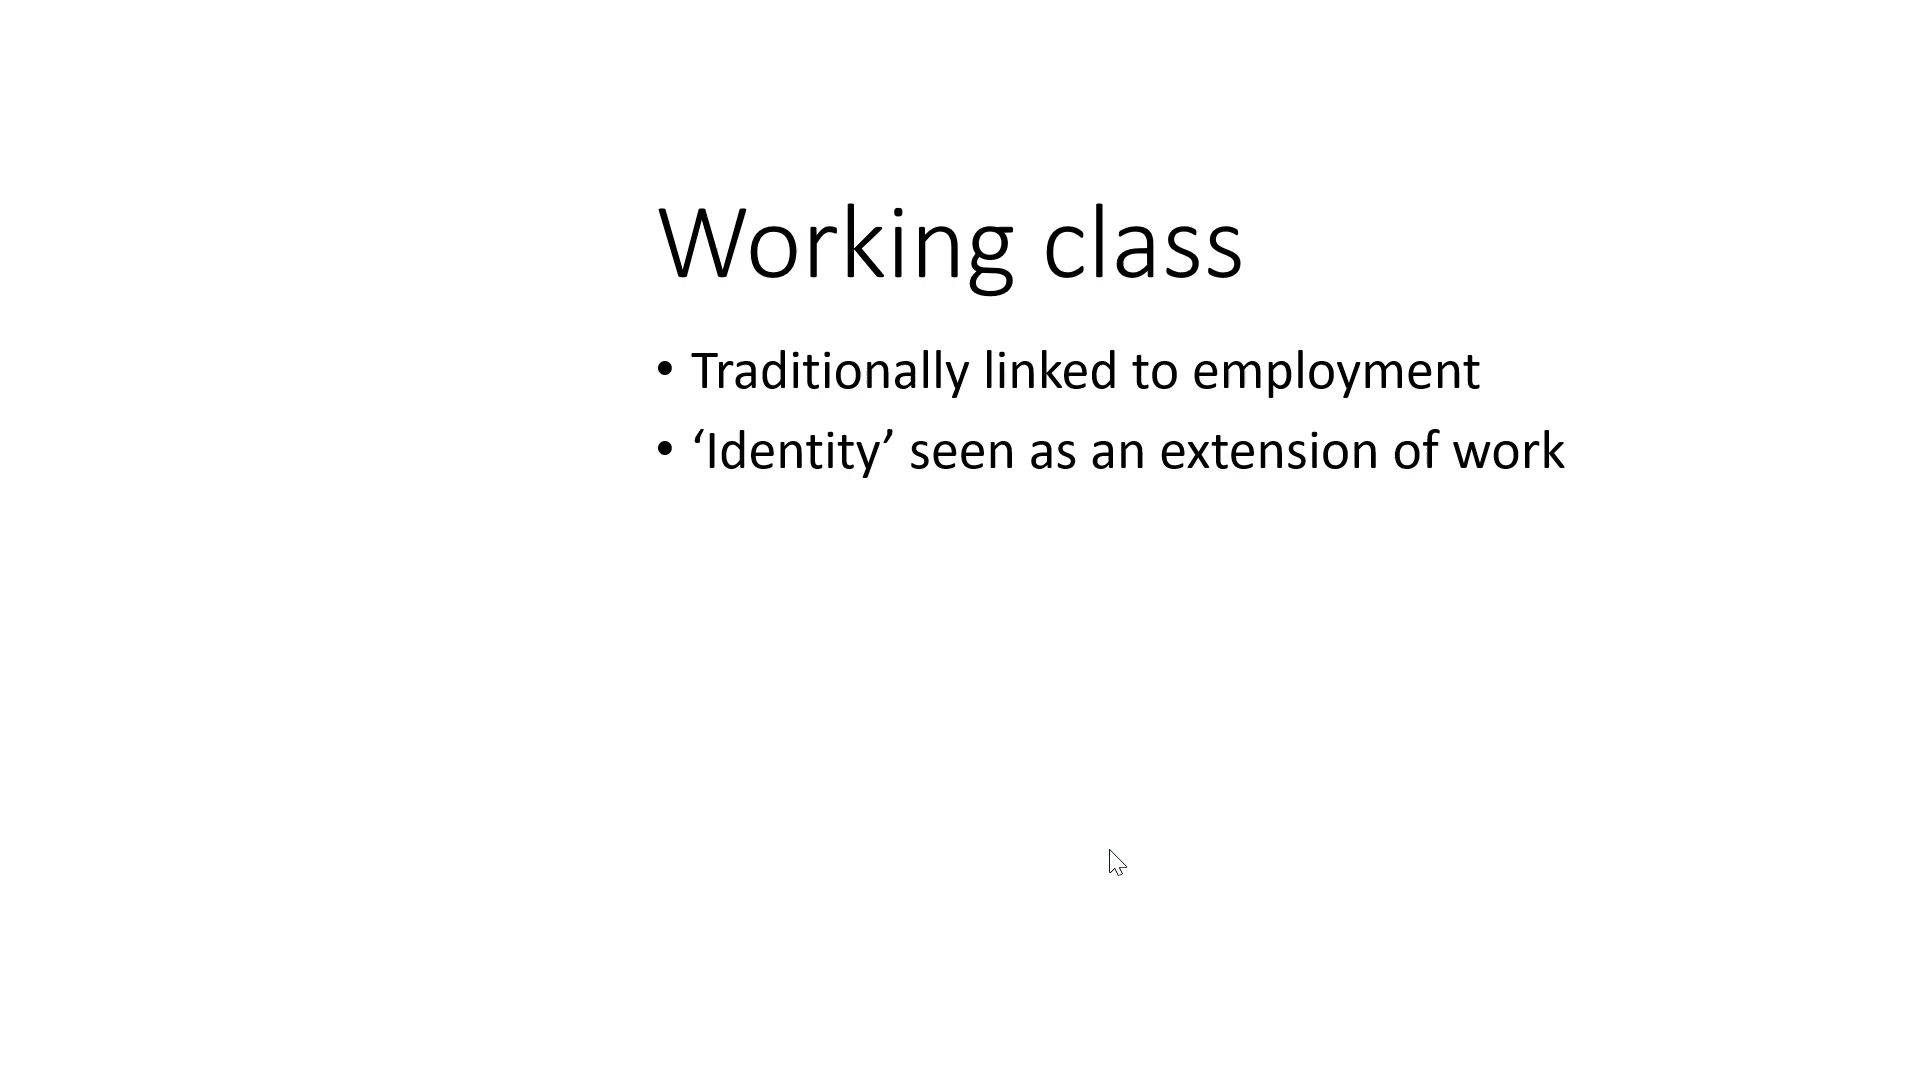 Working class
• Traditionally linked to employment
• ‘Identity’ seen as an extension of work